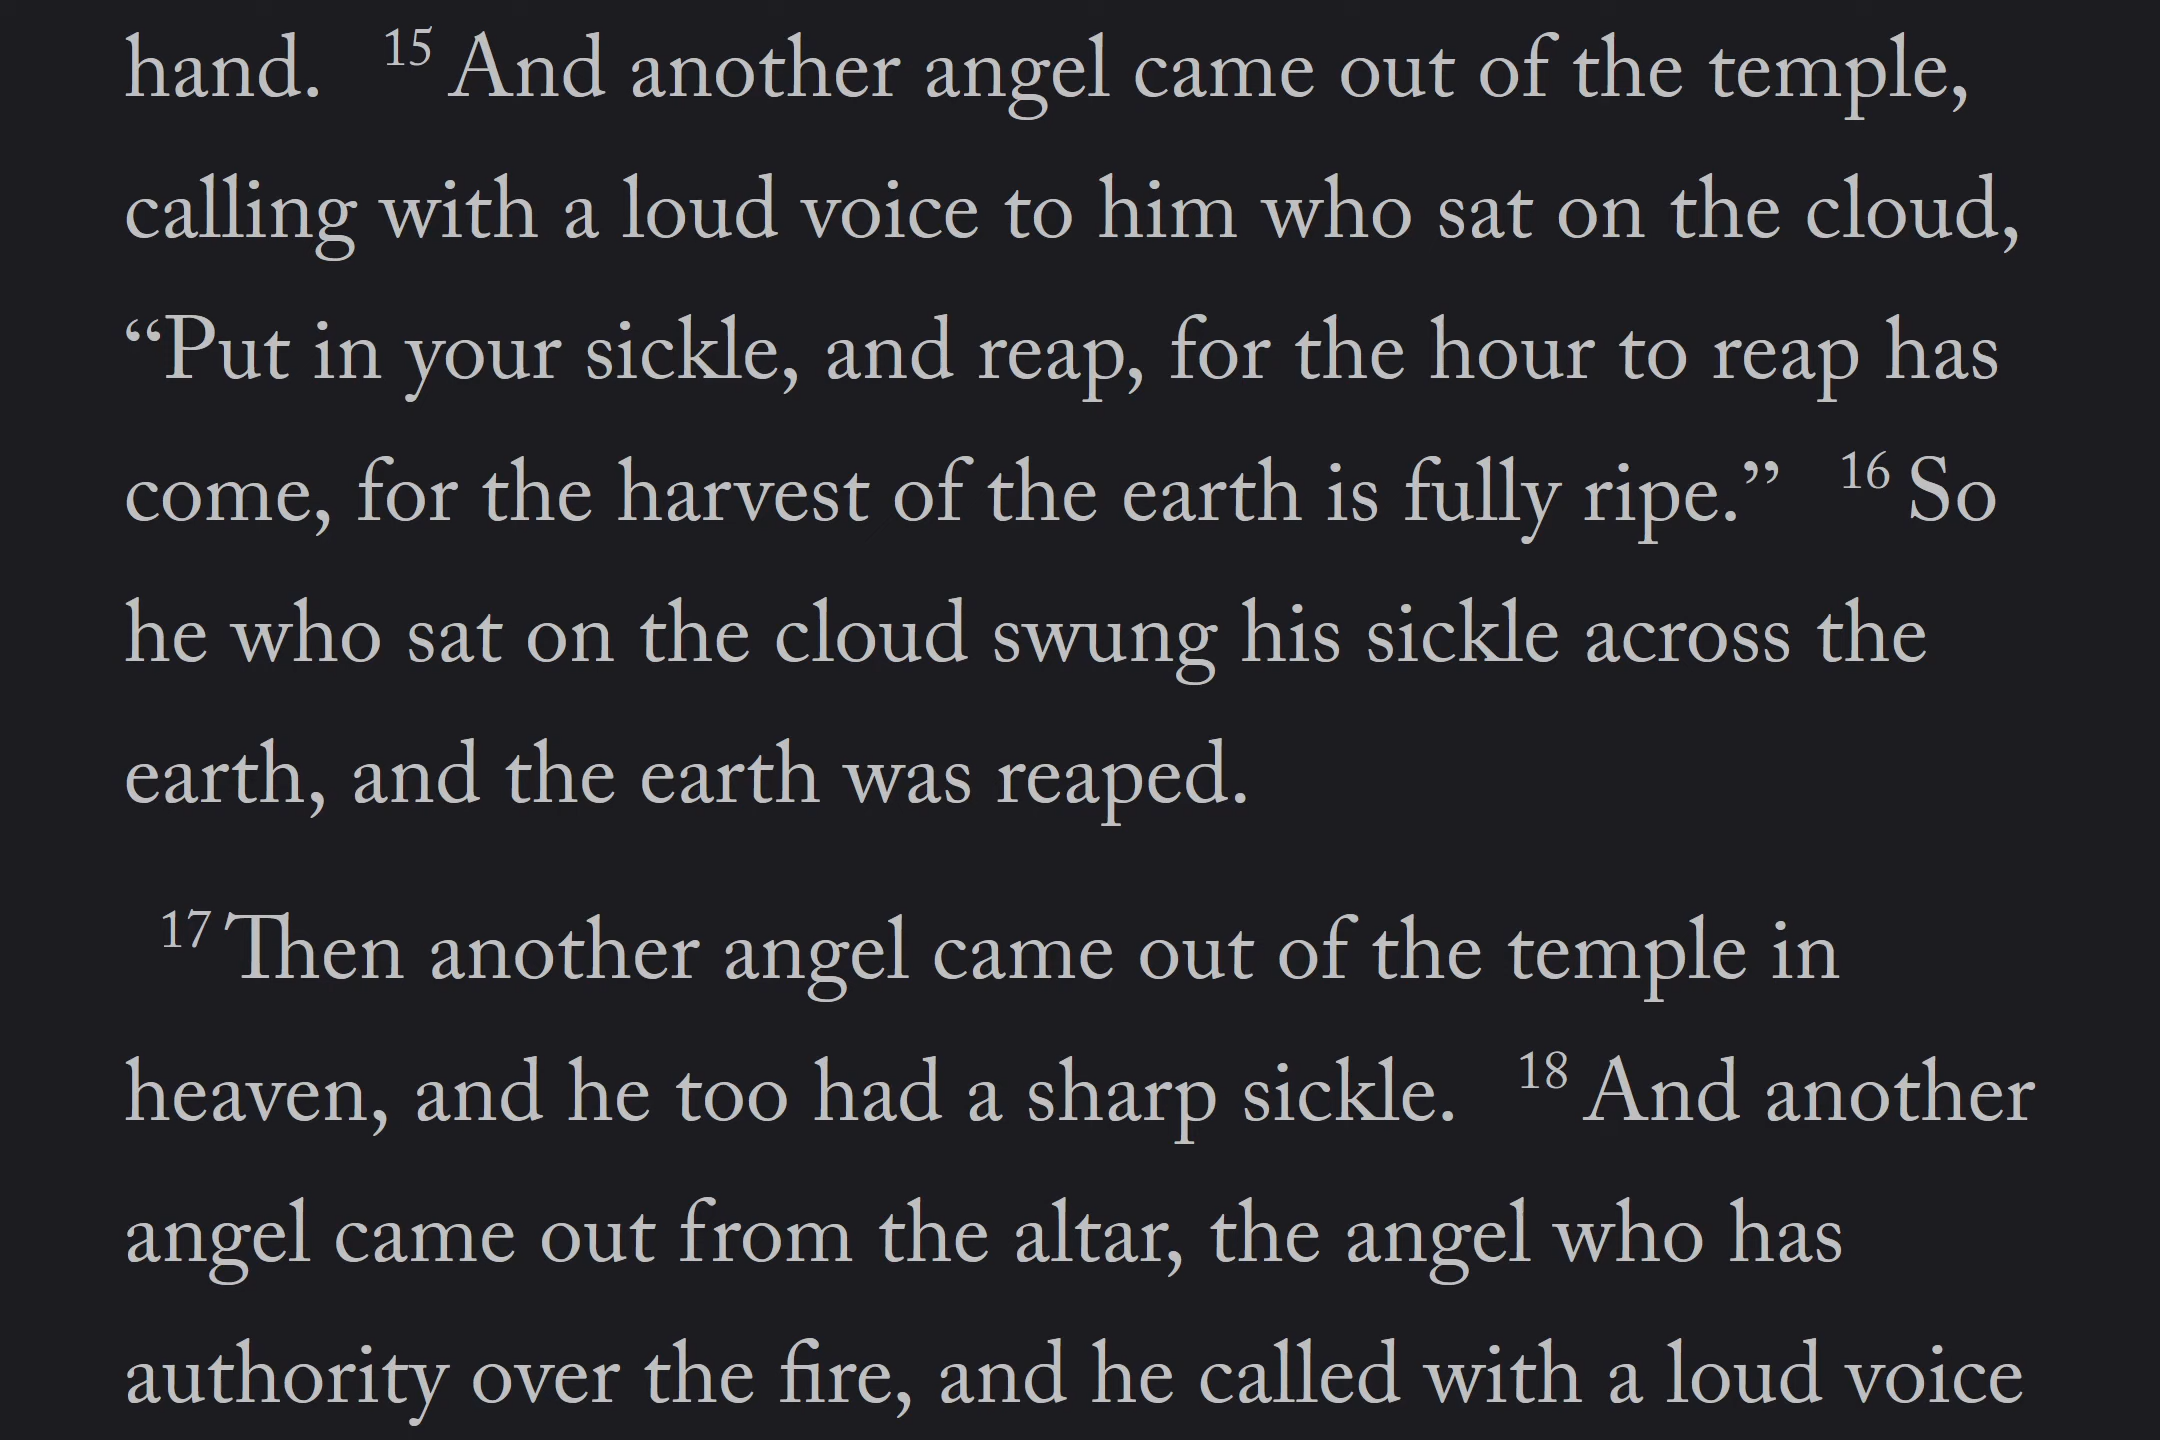 hand. 15 And another angel came out of the temple,
calling with a loud voice to him who sat on the cloud,
“Put in your sickle, and reap, for the hour to reap has
come, for the harvest of the earth is fully ripe.” 16 So
he who sat on the cloud swung his sickle across the
earth, and the earth was reaped.
17 Then another angel came out of the temple in
heaven, and he too had a sharp sickle. 18 And another
angel came out from the altar, the angel who has
authority over the fire, and he called with a loud voice